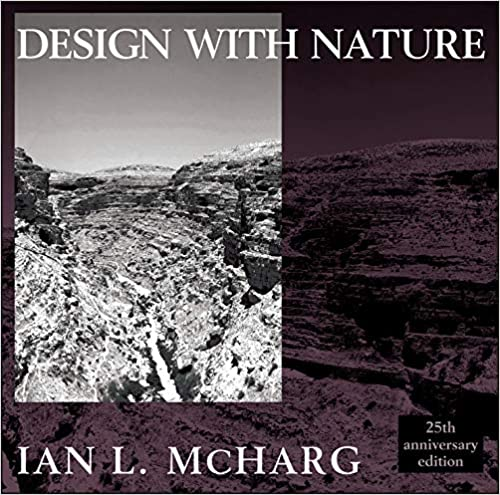 DESIGN WITH NATURE
IAN L. McHARG
25th
anniversary
edition